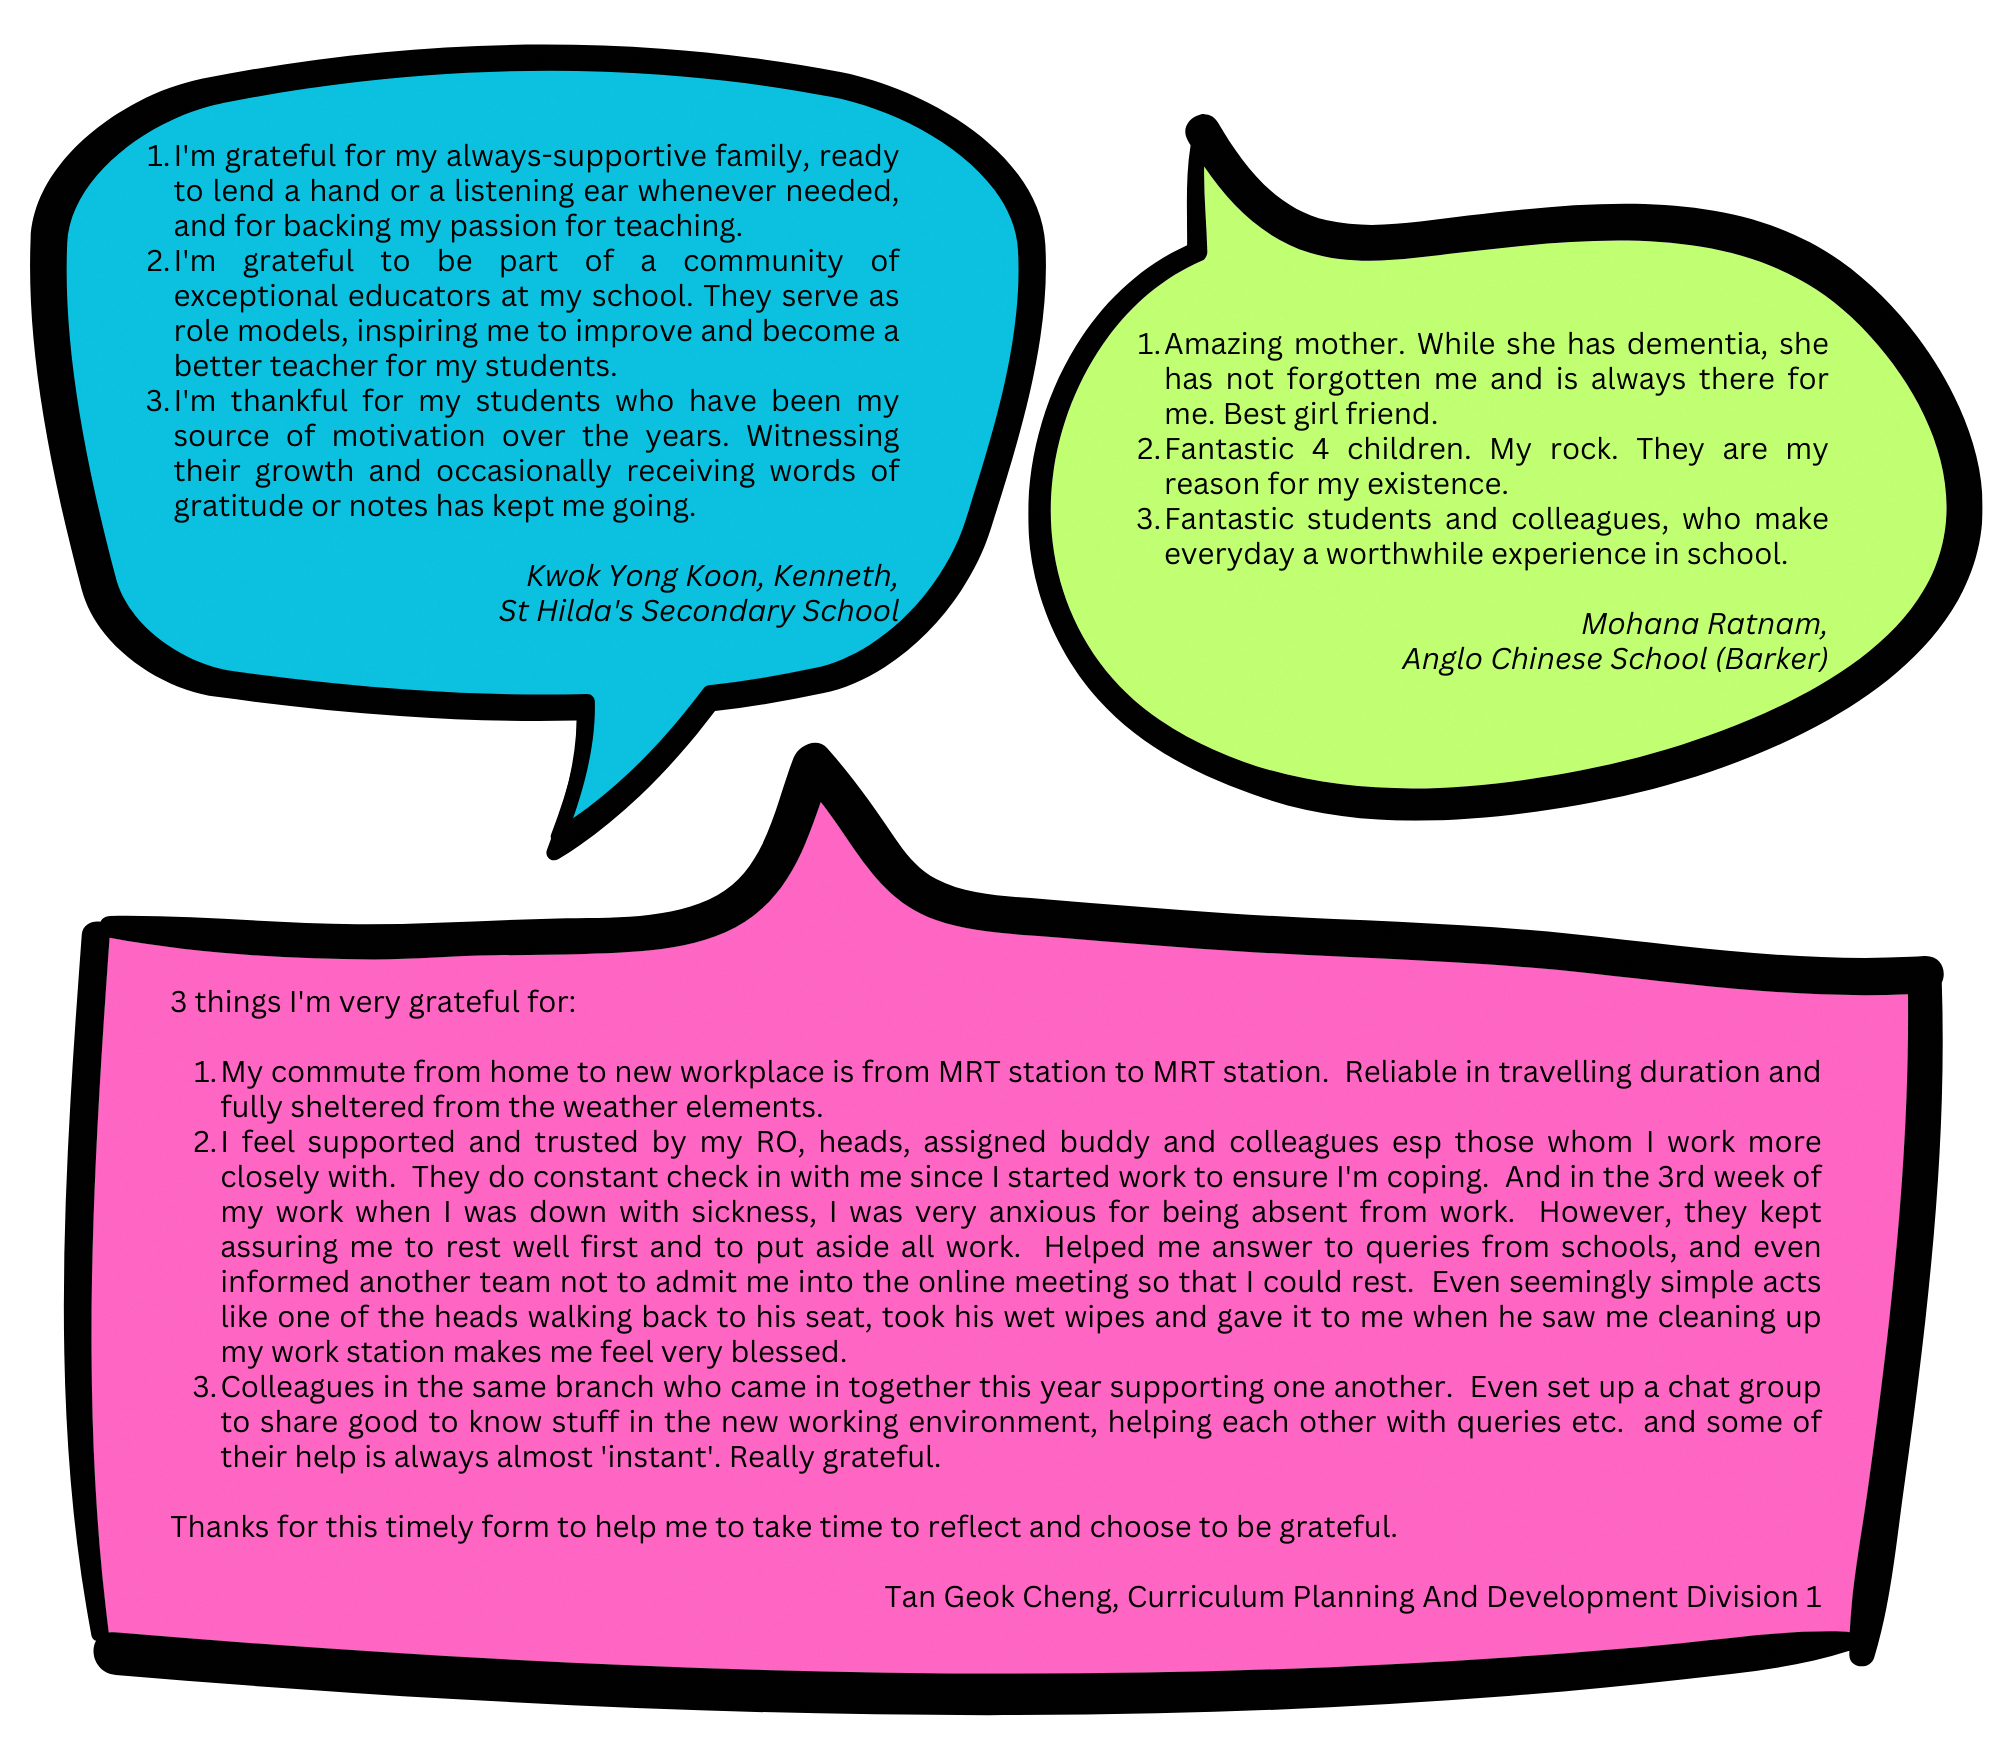 1. I'm grateful for my always-supportive family, ready
to lend a hand or a listening ear whenever needed,
and for backing my passion for teaching.
2. I'm grateful to be part of a community of
exceptional educators at my school. They serve as
role models, inspiring me to improve and become a
better teacher for my students.
3. I'm thankful for my students who have been my
source of motivation over the years. Witnessing
their growth and occasionally receiving words of
gratitude or notes has kept me going.
Kwok Yong Koon, Kenneth,
St Hilda's Secondary School
1. Amazing mother. While she has dementia, she
has not forgotten me and is always there for
me. Best girl friend.
2. Fantastic 4 children. My rock. They are my
reason for my existence.
3. Fantastic students and colleagues, who make
everyday a worthwhile experience in school.
Mohana Ratnam,
Anglo Chinese School (Barker)
3 things I'm very grateful for:
1. My commute from home to new workplace is from MRT station to MRT station.  Reliable in travelling duration and
fully sheltered from the weather elements.
2. I feel supported and trusted by my RO, heads, assigned buddy and colleagues esp those whom I work more
closely with.  They do constant check in with me since I started work to ensure I'm coping.  And in the 3rd week of
my work when I was down with sickness, I was very anxious for being absent from work.  However, they kept
assuring me to rest well first and to put aside all work.  Helped me answer to queries from schools, and even
informed another team not to admit me into the online meeting so that I could rest.  Even seemingly simple acts
like one of the heads walking back to his seat, took his wet wipes and gave it to me when he saw me cleaning up
my work station makes me feel very blessed.
3. Colleagues in the same branch who came in together this year supporting one another.  Even set up a chat group
to share good to know stuff in the new working environment, helping each other with queries etc.  and some of
their help is always almost 'instant'. Really grateful.
Thanks for this timely form to help me to take time to reflect and choose to be grateful.
Tan Geok Cheng, Curriculum Planning And Development Division 1